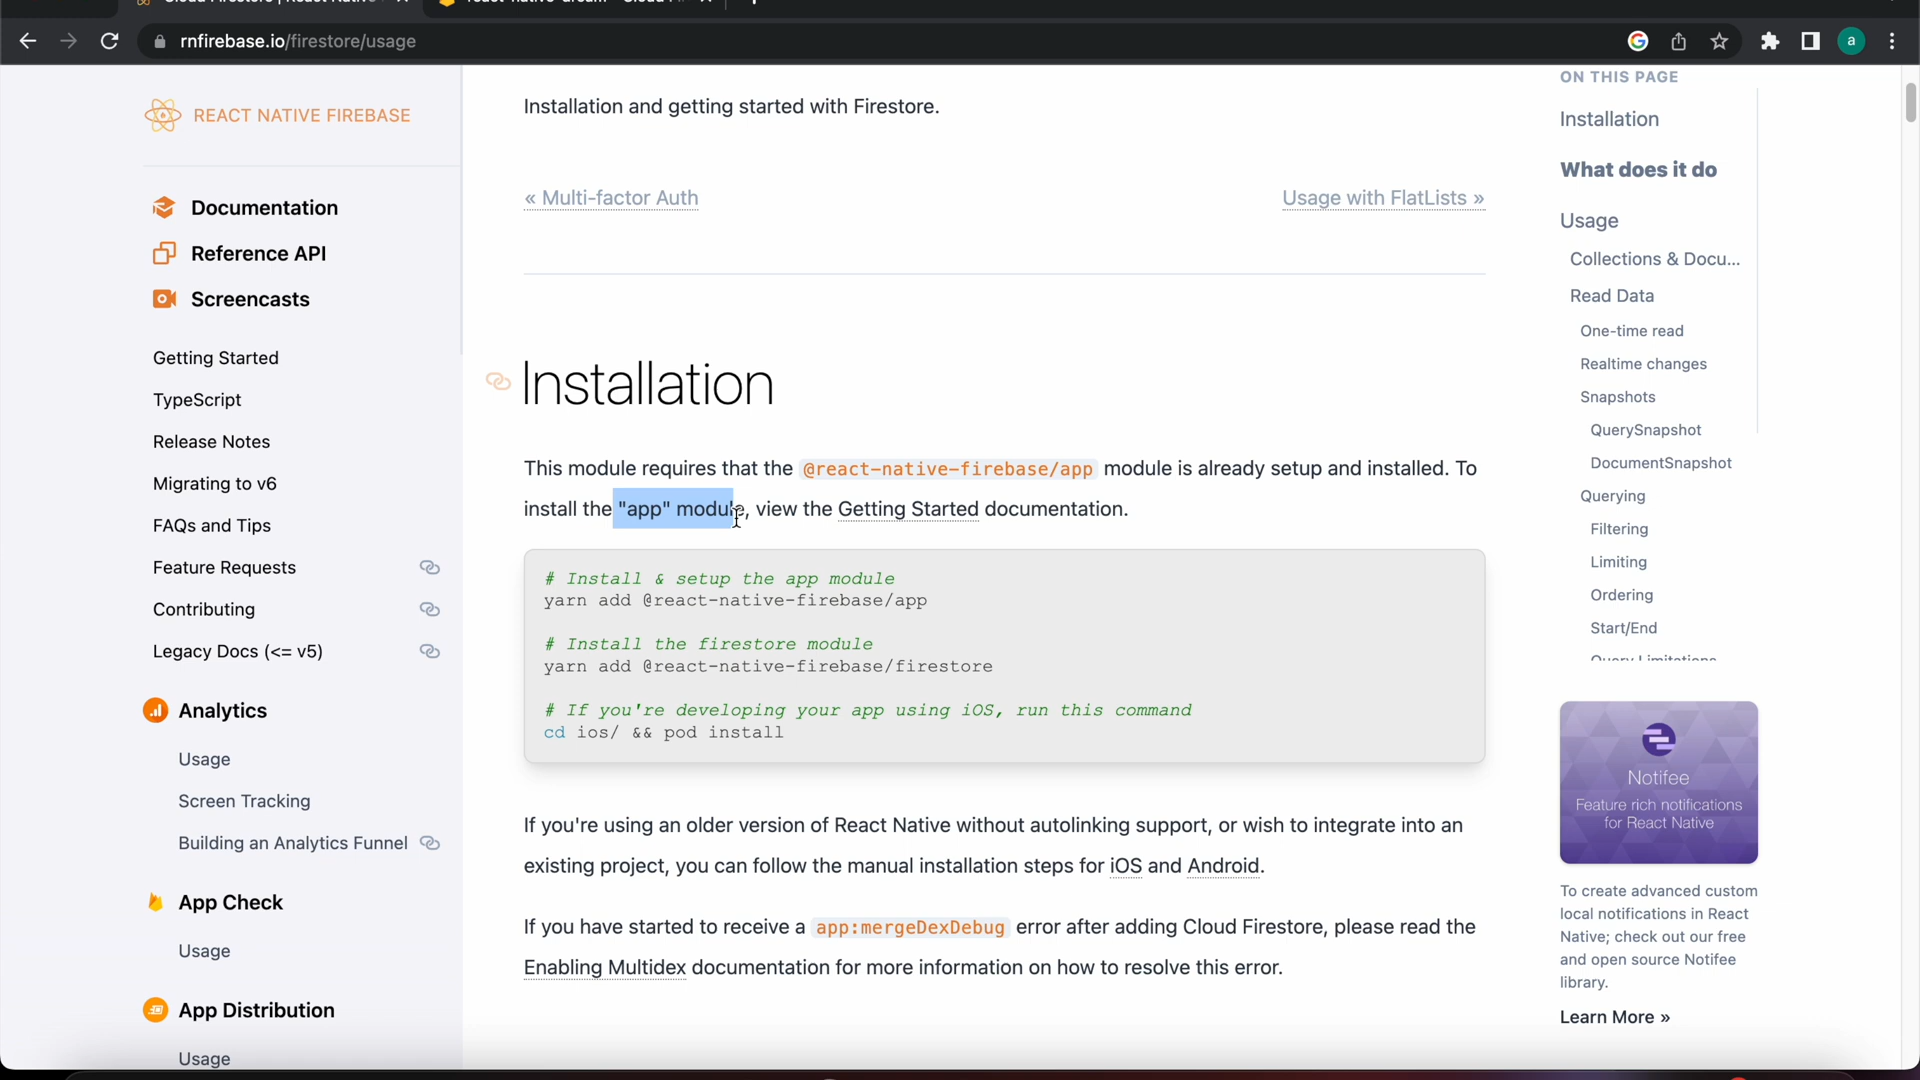 rnfirebase.io/firestore/usage
a
REACT NATIVE FIREBASE
Documentation
Reference API
Screencasts
Getting Started
TypeScript
Release Notes
Migrating to v6
FAQs and Tips
Feature Requests
Contributing
Legacy Docs (<= v5)
Analytics
Usage
Screen Tracking
Building an Analytics Funnel
App Check
Usage
App Distribution
Usage
Installation and getting started with Firestore.
« Multi-factor Auth
Usage with FlatLists »
Installation
This module requires that the @react-native-firebase/app module is already setup and installed. To
install the "app" module, view the Getting Started documentation.
# Install & setup the app module
yarn add @react-native-firebase/app
# Install the firestore module
yarn add @react-native-firebase/firestore
# If you're developing your app using iOS, run this command
cd ios/ && pod install
If you're using an older version of React Native without autolinking support, or wish to integrate into an
existing project, you can follow the manual installation steps for iOS and Android.
If you have started to receive a app:mergeDexDebug error after adding Cloud Firestore, please read the
Enabling Multidex documentation for more information on how to resolve this error.
ON THIS PAGE
Installation
What does it do
Usage
Collections & Docu...
Read Data
One-time read
Realtime changes
Snapshots
QuerySnapshot
DocumentSnapshot
Querying
Filtering
Limiting
Ordering
Start/End
Query Limitations
Notifee
Feature rich notifications
for React Native
To create advanced custom
local notifications in React
Native; check out our free
and open source Notifee
library.
Learn More »